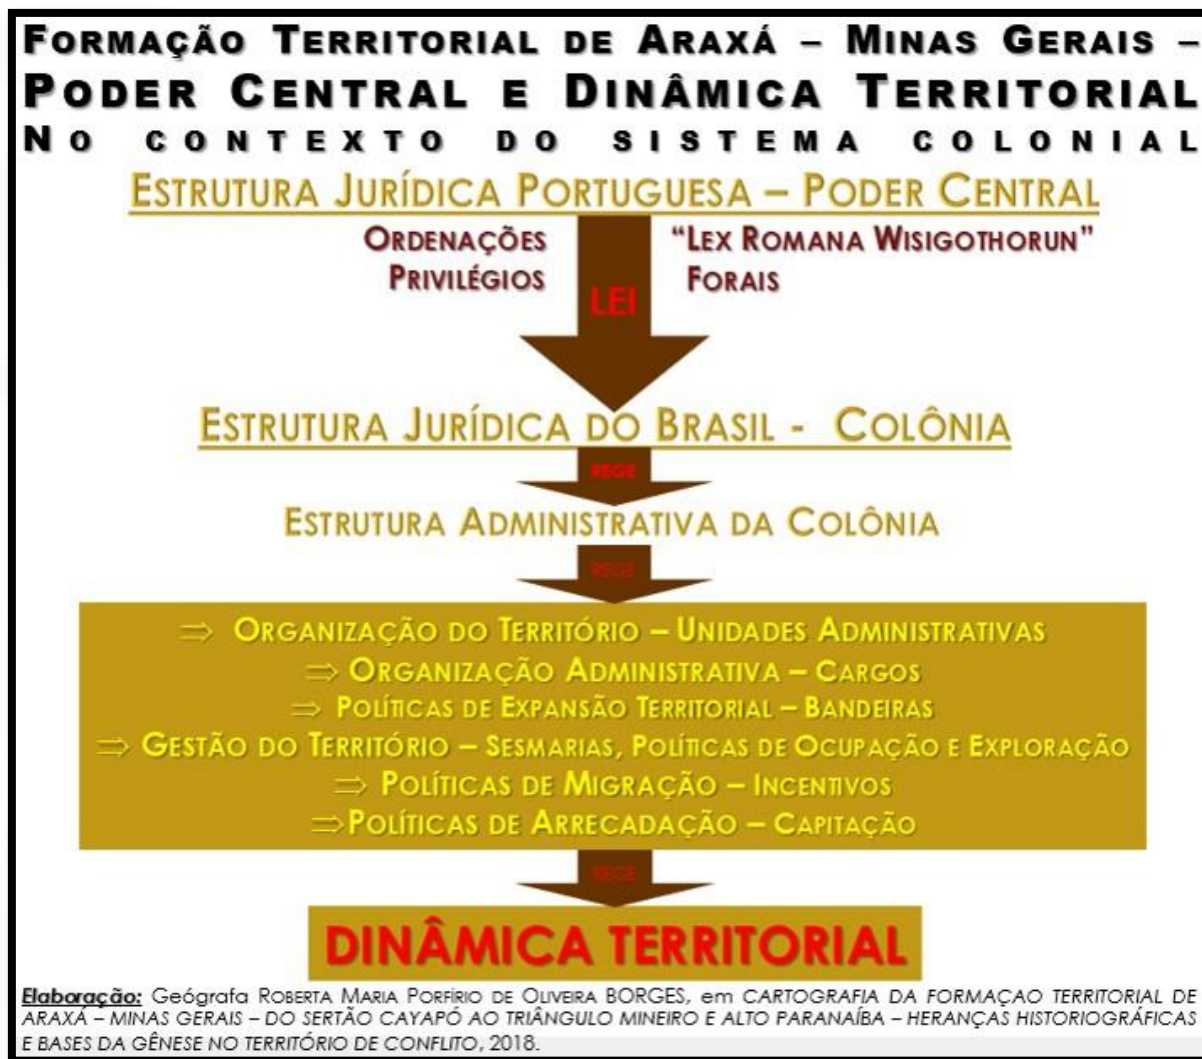 FORMAÇÃO TERRITORIAL DE ARAXÁ – MINAS GERAIS –
PODER CENTRAL E DINÂMICA TERRITORIAL
NO CONTEXTO DO SISTEMA COLONIAL
ESTRUTURA JURÍDICA PORTUGUESA – PODER CENTRAL
ORDENAÇÕES "LEX ROMANA WISIGOTHORUN"
PRIVILÉGIOS FORAIS
LEI
ESTRUTURA JURÍDICA DO BRASIL - COLÔNIA
REGE
ESTRUTURA ADMINISTRATIVA DA COLÔNIA
REGE
⇒ ORGANIZAÇÃO DO TERRITÓRIO – UNIDADES ADMINISTRATIVAS
⇒ ORGANIZAÇÃO ADMINISTRATIVA – CARGOS
⇒ POLÍTICAS DE EXPANSÃO TERRITORIAL – BANDEIRAS
⇒ GESTÃO DO TERRITÓRIO – SESMARIAS, POLÍTICAS DE OCUPAÇÃO E EXPLORAÇÃO
⇒ POLÍTICAS DE MIGRAÇÃO – INCENTIVOS
⇒POLÍTICAS DE ARRECADAÇÃO – CAPITAÇÃO
REGE
DINÂMICA TERRITORIAL
Elaboração: Geógrafa ROBERTA MARIA PORFÍRIO DE OLIVEIRA BORGES, em CARTOGRAFIA DA FORMAÇAO TERRITORIAL DE
ARAXÁ – MINAS GERAIS – DO SERTÃO CAYAPÓ AO TRIÂNGULO MINEIRO E ALTO PARANAÍBA – HERANÇAS HISTORIOGRÁFICAS
E BASES DA GÊNESE NO TERRITÓRIO DE CONFLITO, 2018.